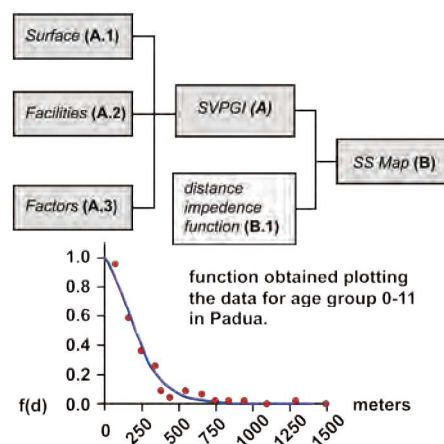 Surface (A.1)
Facilities (A.2)
SVPGI (A)
SS Map (B)
Factors (A.3)
distance
impedence
function (B.1)
function obtained plotting
the data for age group 0-11
in Padua.
1.0
0.8
0.6
0.4
0.2
0.0
f(d)
0
250
500
750
1000
1250
1500
meters